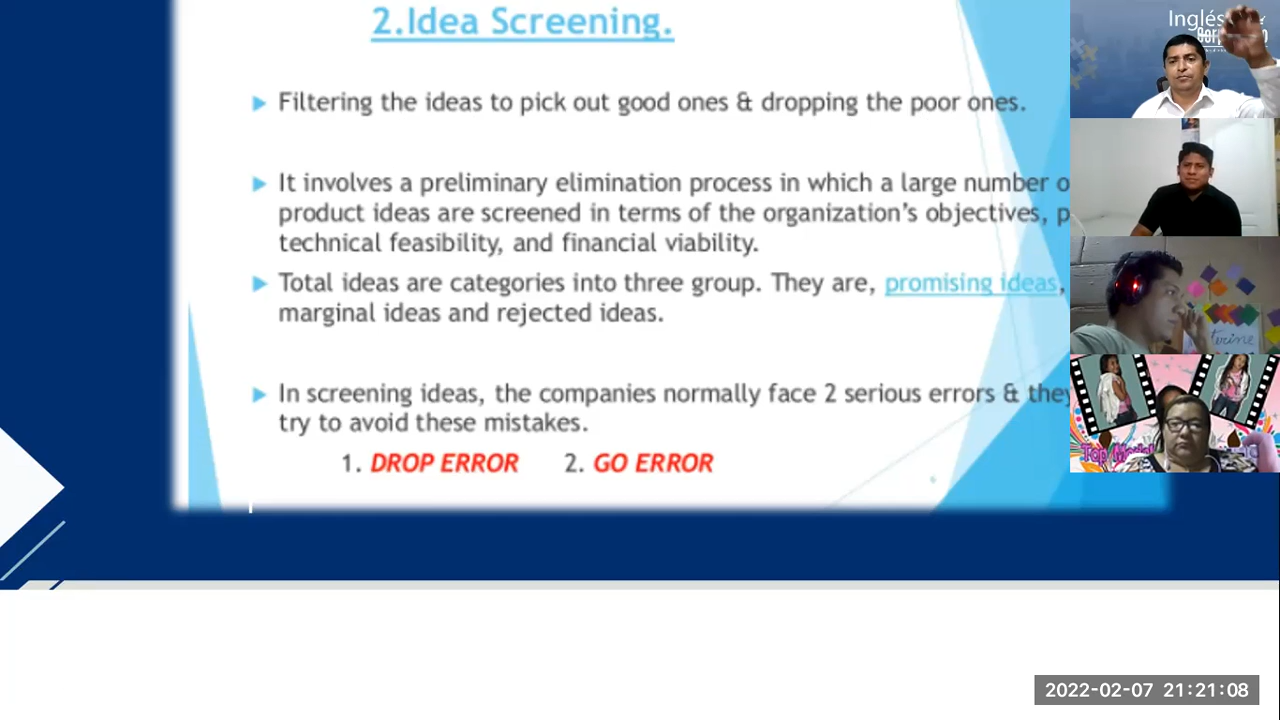 2.Idea Screening.
Filtering the ideas to pick out good ones & dropping the poor ones.
It involves a preliminary elimination process in which a large number
product ideas are screened in terms of the organization's objectives,
technical feasibility, and financial viability.
Total ideas are categories into three group. They are, promising ideas,
marginal ideas and rejected ideas.
In screening ideas, the companies normally face 2 serious errors & they
try to avoid these mistakes.
1. DROP ERROR 2. GO ERROR
Inglés
Top
2022-02-07 21:21:08